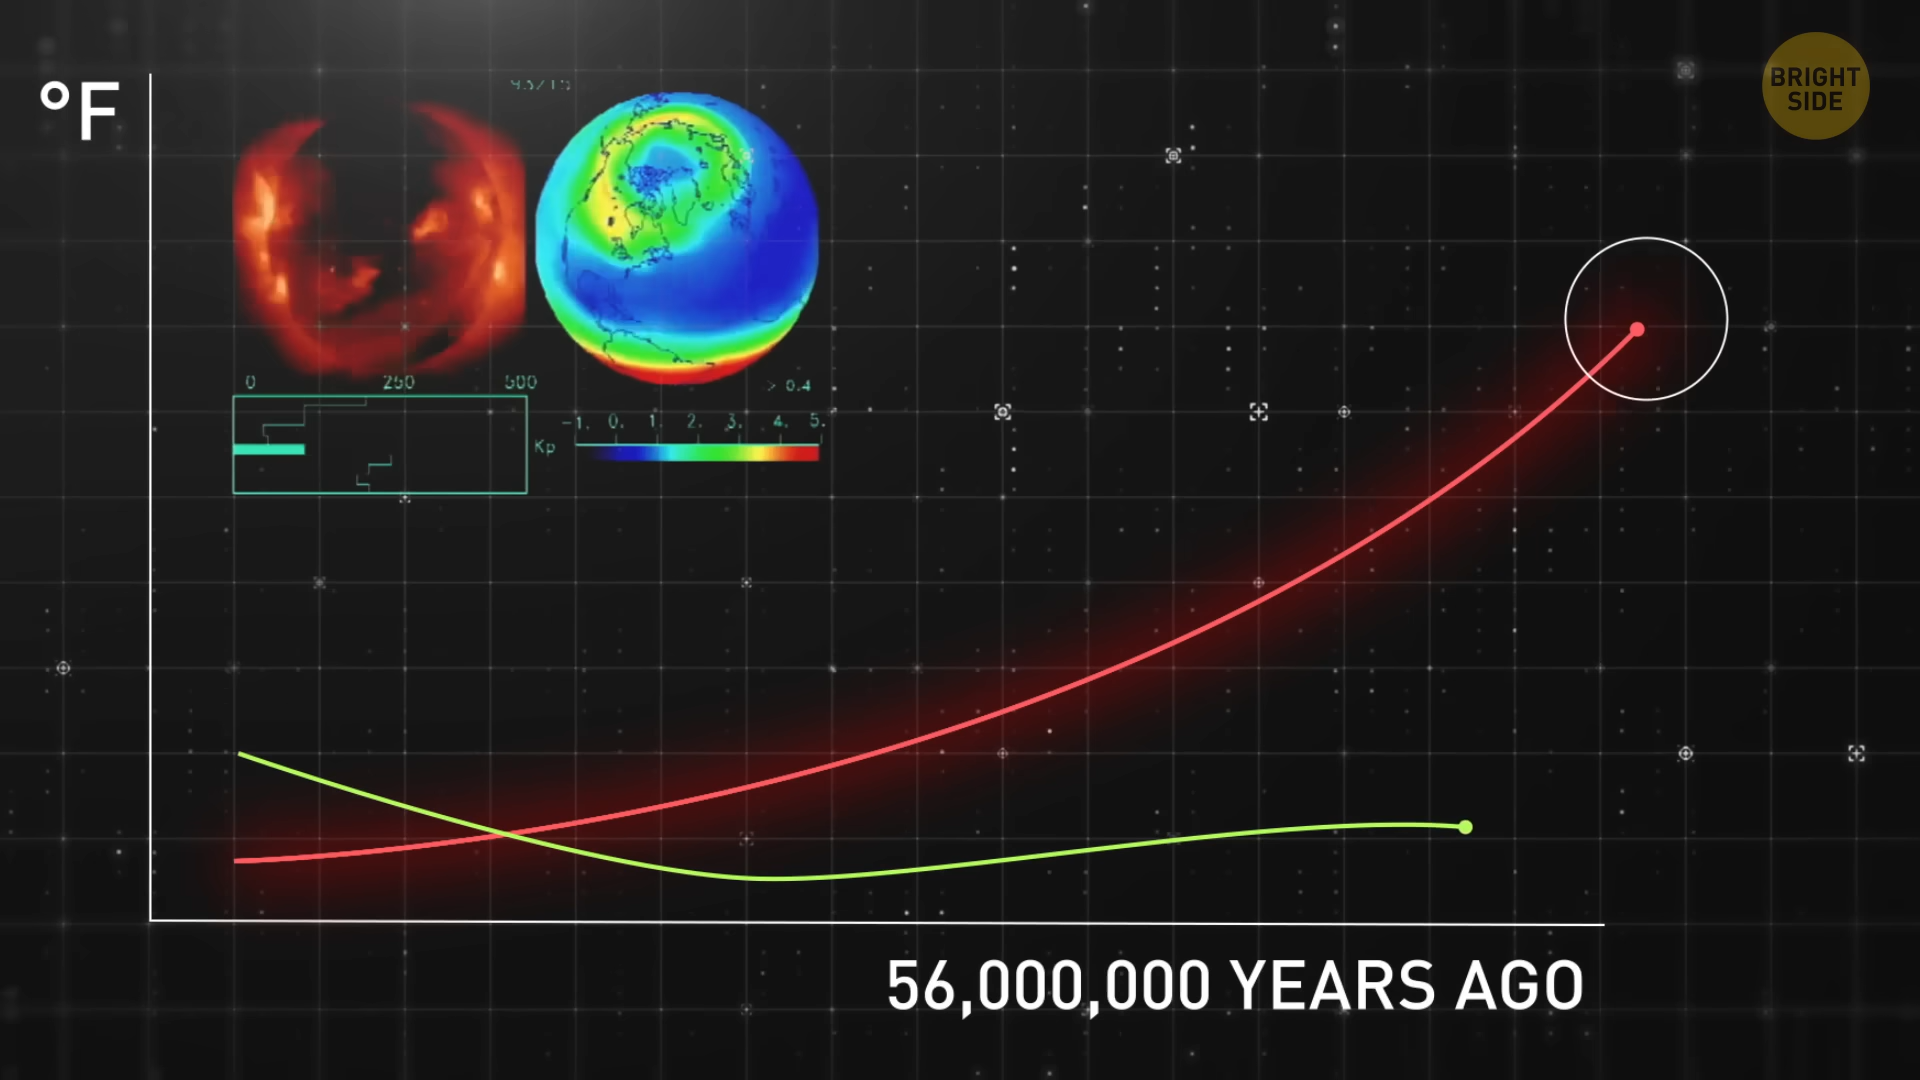 °F
BRIGHT
SIDE
0 250 500
> 0.4
-1. 0. 1. 2. 3. 4. 5.
Kp
56,000,000 YEARS AGO